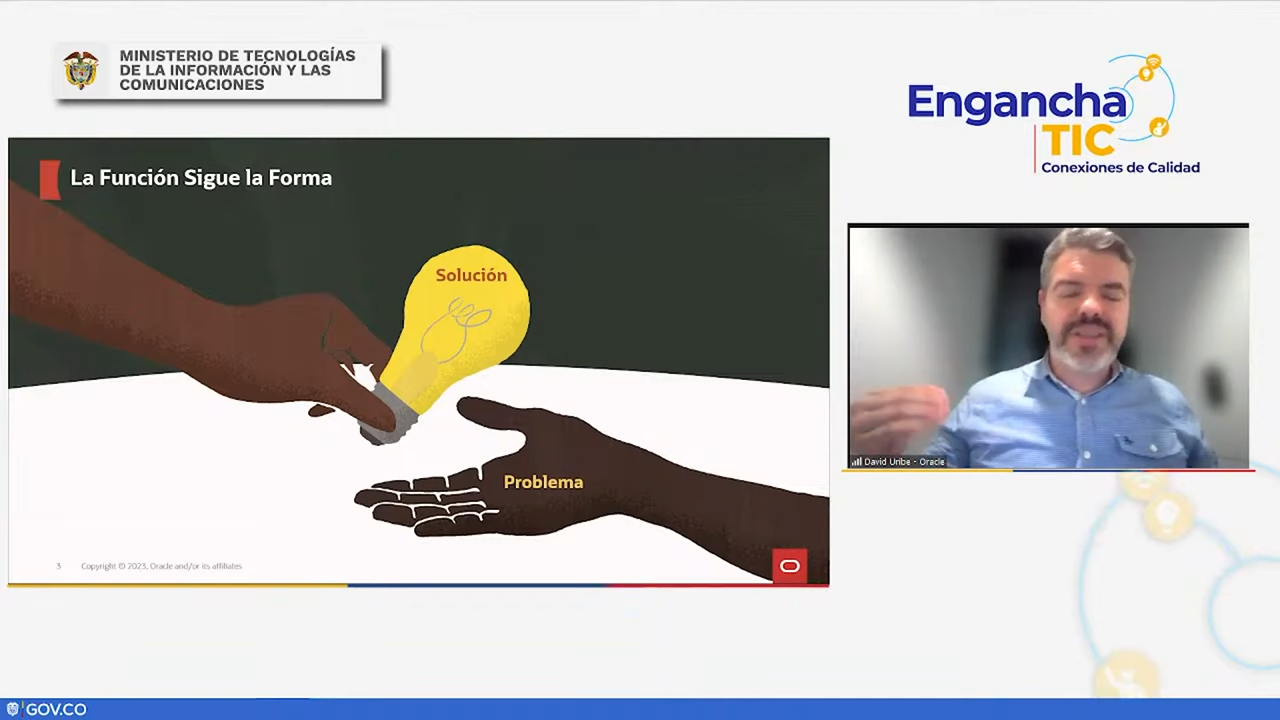 MINISTERIO DE TECNOLOGÍAS
DE LA INFORMACIÓN Y LAS
COMUNICACIONES
Engancha
TIC
Conexiones de Calidad
La Función Sigue la Forma
Solución
Problema
3 Copyright © 2023, Oracle and/or its affiliates
David Uribe - Oracle
GOV.CO